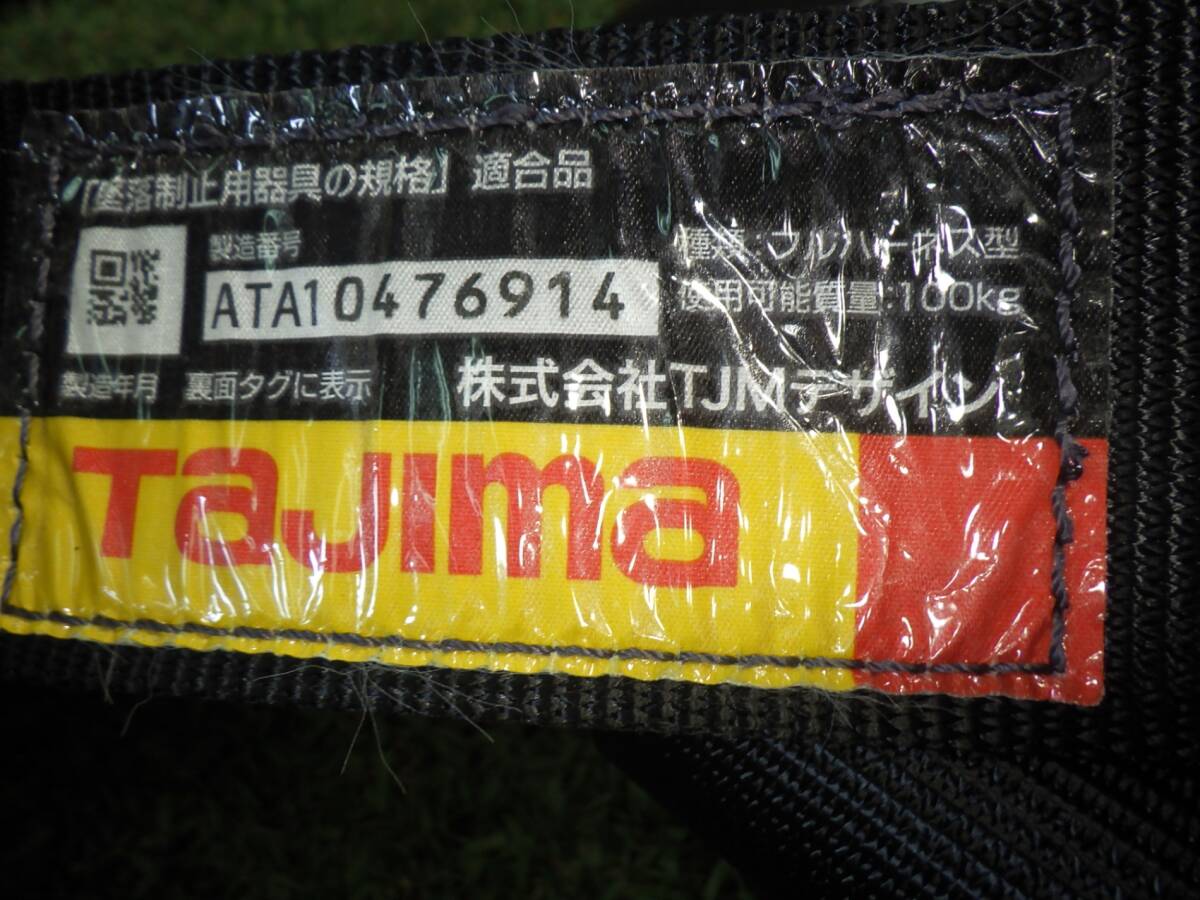 「墜落制止用器具の規格」 適合品
製造番号
ATA10476914
種類:フルハーネス型
使用可能質量:100kg
製造年月 裏面タグに表示
株式会社TJMデザイン
TaJIma